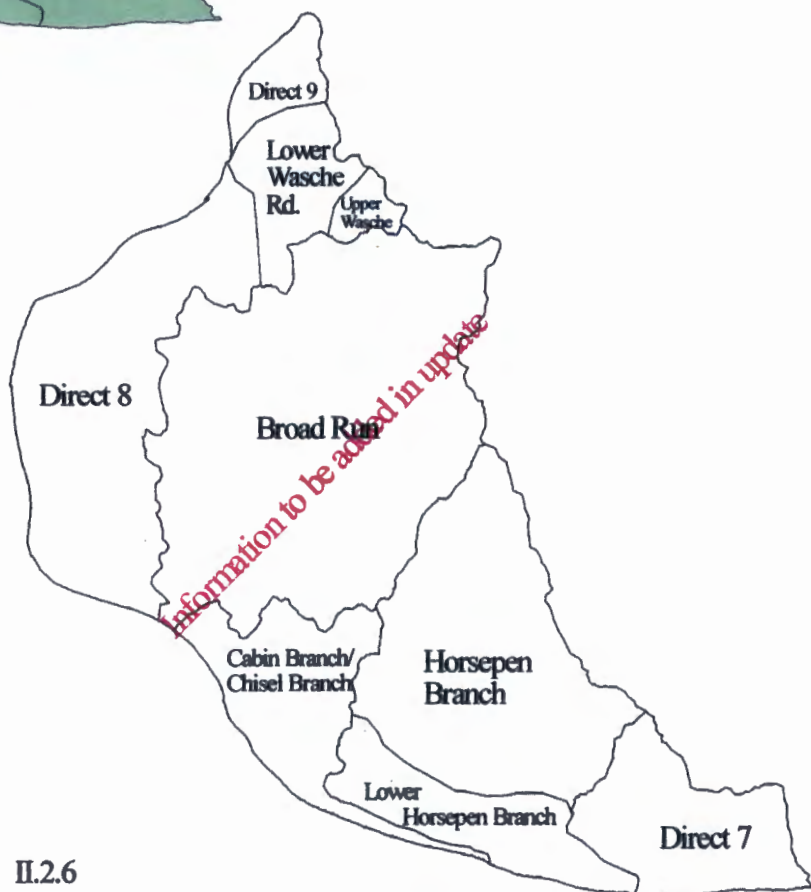 Direct 9
Lower
Wasche
Rd.
Upper
Wasche
Direct 8
Broad Run
Information to be added in update
Cabin Branch/
Chisel Branch
Horsepen
Branch
Lower
Horsepen Branch
Direct 7
II.2.6